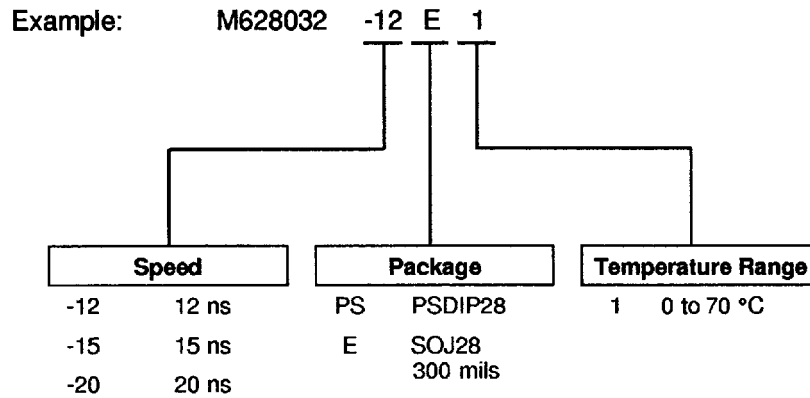 Example: M628032 -12 E 1
Speed Package Temperature Range
-12 12 ns PS PSDIP28 1 0 to 70 °C
-15 15 ns E SOJ28
300 mils
-20 20 ns